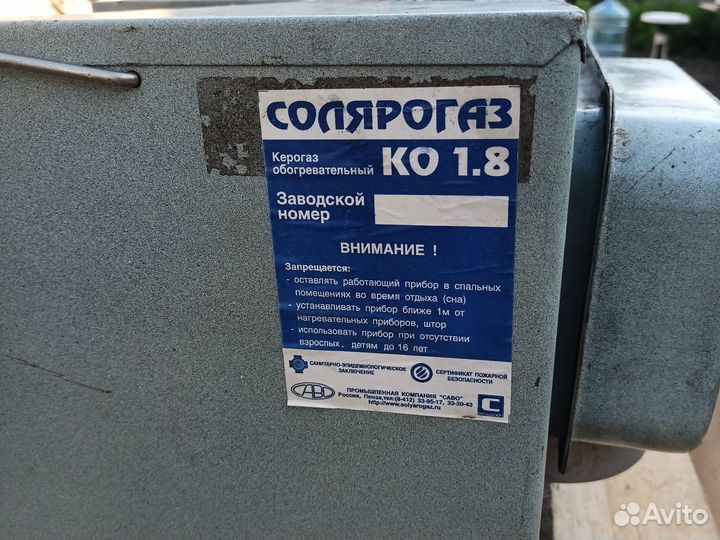 СОЛЯРОГАЗ
Керогаз
обогревательный КО 1.8
Заводской
номер
ВНИМАНИЕ !
Запрещается:
- оставлять работающий прибор в спальных
помещениях во время отдыха (сна)
- устанавливать прибор ближе 1м от
нагревательных приборов, штор
- использовать прибор при отсутствии
взрослых, детям до 16 лет
САНИТАРНО-ЭПИДЕМИОЛОГИЧЕСКОЕ
ЗАКЛЮЧЕНИЕ
СЕРТИФИКАТ ПОЖАРНОЙ
БЕЗОПАСНОСТИ
САВО
ПРОМЫШЛЕННАЯ КОМПАНИЯ "САВО"
Россия, Пенза,тел:(8-412) 33-95-17, 33-20-43
http://www.solyarogaz.ru
С
Avito